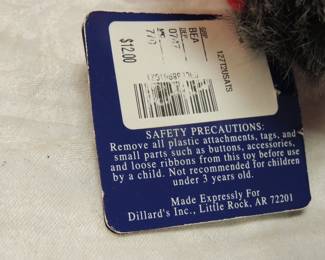 127T2USATS
BEA
$12.00
SAFETY PRECAUTIONS:
Remove all plastic attachments, tags, and
small parts such as buttons, accessories,
and loose ribbons from this toy before use
by a child. Not recommended for children
under 3 years old.
Made Expressly For
Dillard's Inc., Little Rock, AR 72201